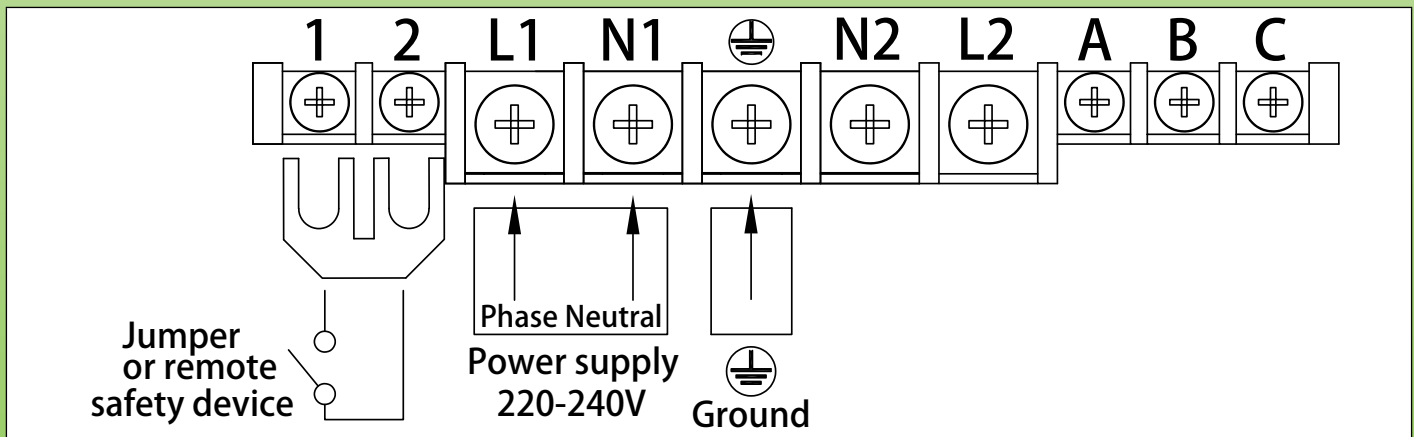 1 2 L1 N1 N2 L2 A B C
Phase Neutral
Jumper
or remote
safety device
Power supply
220-240V
Ground